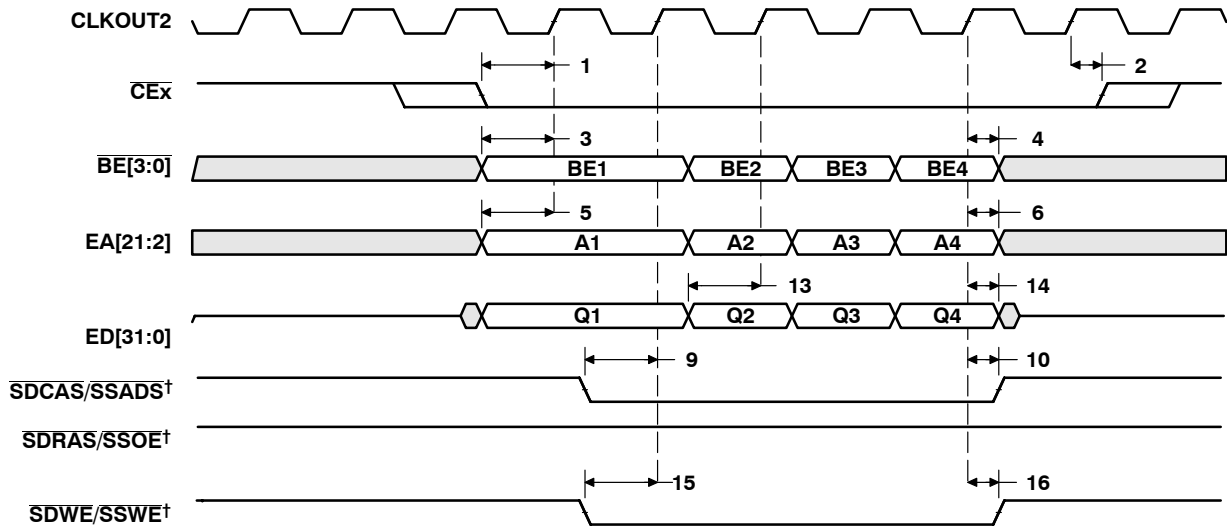 CLKOUT2
1 2
CEx
3 4
BE[3:0] BE1 BE2 BE3 BE4
5 6
EA[21:2] A1 A2 A3 A4
13 14
Q1 Q2 Q3 Q4
ED[31:0]
9 10
SDCAS/SSADS†
SDRAS/SSOE†
15 16
SDWE/SSWE†